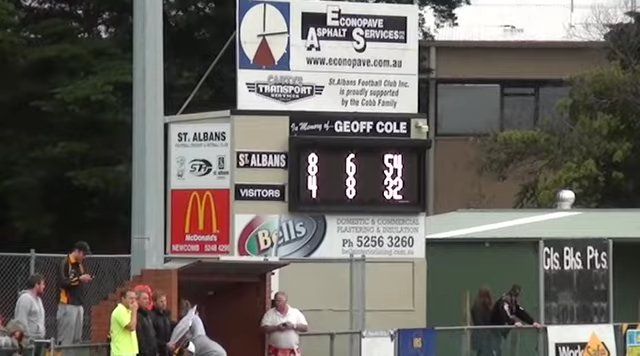 ECONOPAVE
ASPHALT SERVICES
www.econopave.com.au
TRANSPORT
SERVICES
St.Albans Football Club Inc.
is proudly supported
by the Cobb Family
In Memory of GEOFF COLE
ST. ALBANS
ST. ALBANS 8 6 54
VISITORS 4 8 32
McDonald's
NEWCOMB
Bells
DOMESTIC & COMMERCIAL
PLASTERING & INSULATION
Ph 5256 3260
Gls. Bks. Pts.
WorkSafe